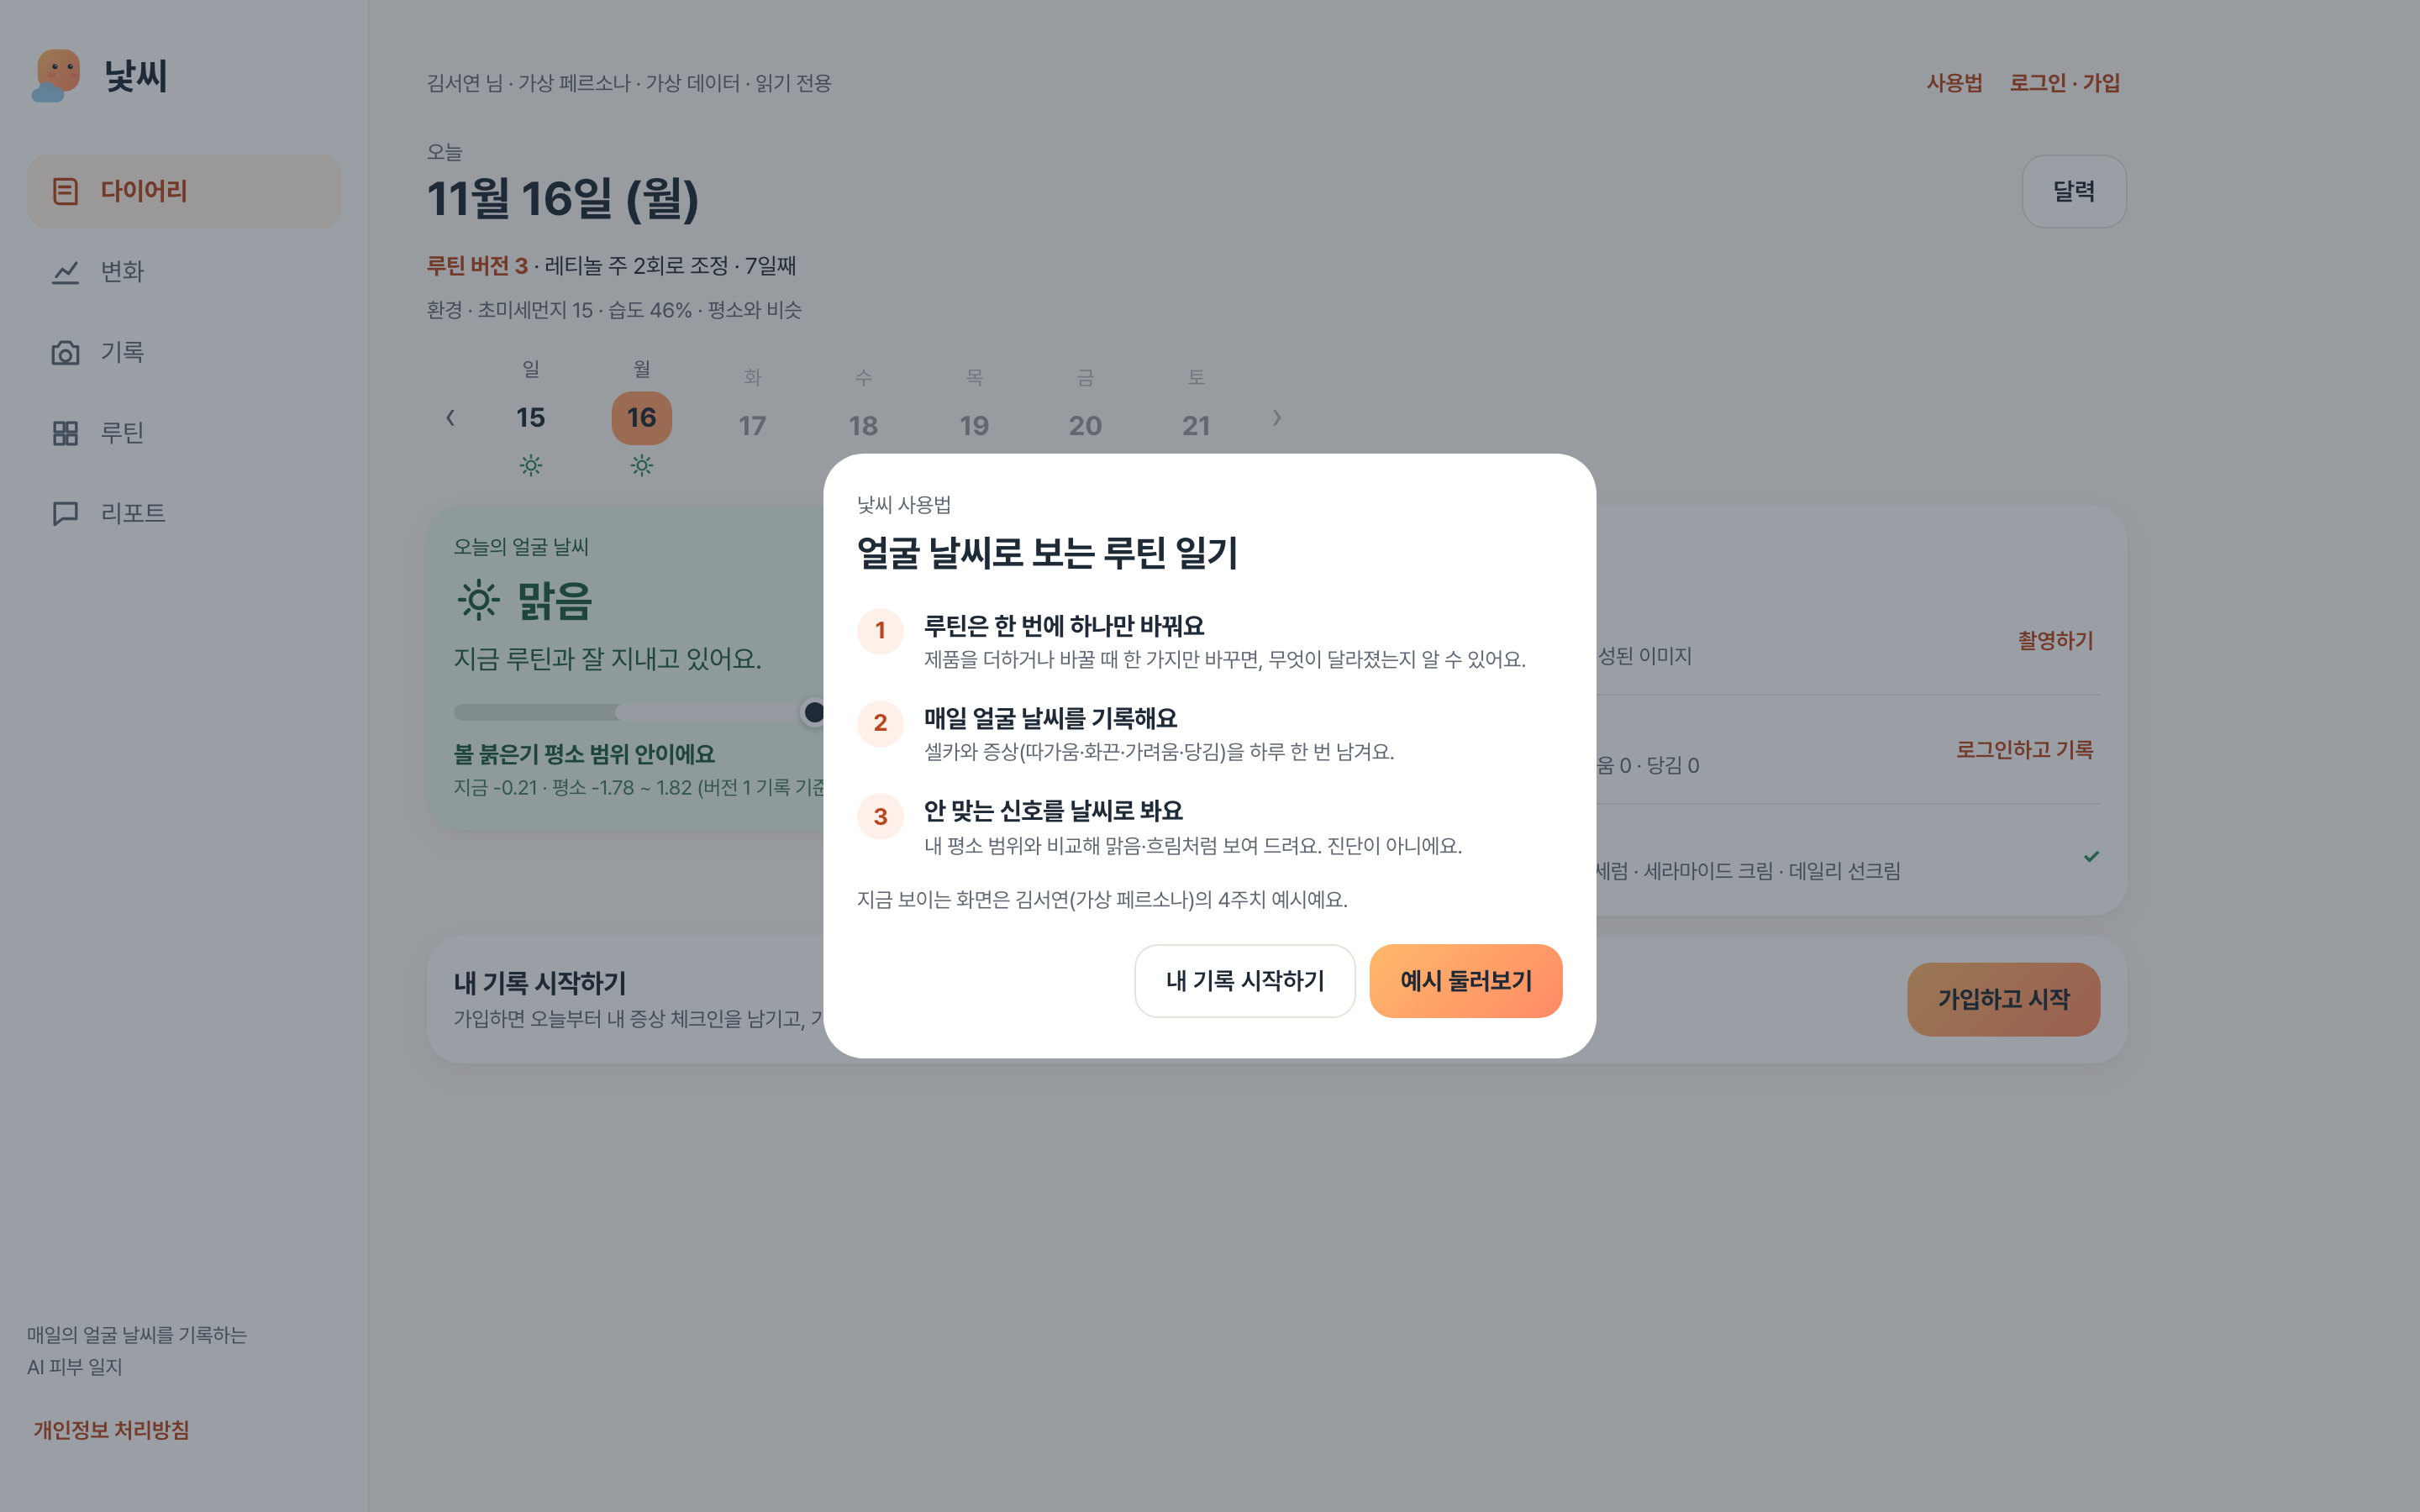 낯씨
다이어리
변화
기록
루틴
리포트
매일의 얼굴 날씨를 기록하는
AI 피부 일지
개인정보 처리방침
김서연 님 · 가상 페르소나 · 가상 데이터 · 읽기 전용
사용법
로그인 · 가입
오늘
11월 16일 (월)
달력
루틴 버전 3 · 레티놀 주 2회로 조정 · 7일째
환경 · 초미세먼지 15 · 습도 46% · 평소와 비슷
일 월 화 수 목 금 토
‹ 15 16 17 18 19 20 21 ›
오늘의 얼굴 날씨
맑음
지금 루틴과 잘 지내고 있어요.
볼 붉은기 평소 범위 안이에요
지금 -0.21 · 평소 -1.78 ~ 1.82 (버전 1 기록 기준
낯씨 사용법
얼굴 날씨로 보는 루틴 일기
1 루틴은 한 번에 하나만 바꿔요
제품을 더하거나 바꿀 때 한 가지만 바꾸면, 무엇이 달라졌는지 알 수 있어요.
2 매일 얼굴 날씨를 기록해요
셀카와 증상(따가움·화끈·가려움·당김)을 하루 한 번 남겨요.
3 안 맞는 신호를 날씨로 봐요
내 평소 범위와 비교해 맑음·흐림처럼 보여 드려요. 진단이 아니에요.
지금 보이는 화면은 김서연(가상 페르소나)의 4주치 예시예요.
내 기록 시작하기
예시 둘러보기
성된 이미지
촬영하기
움 0 · 당김 0
로그인하고 기록
세럼 · 세라마이드 크림 · 데일리 선크림
내 기록 시작하기
가입하면 오늘부터 내 증상 체크인을 남기고,
가입하고 시작